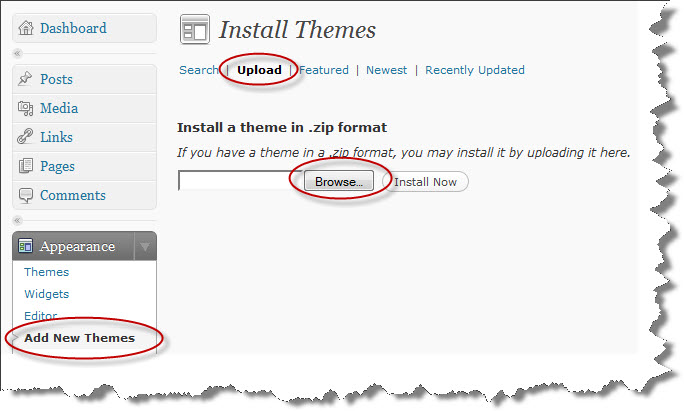 Dashboard
Posts
Media
Links
Pages
Comments
Appearance
Themes
Widgets
Editor
Add New Themes
Install Themes
Search | Upload | Featured | Newest | Recently Updated
Install a theme in .zip format
If you have a theme in a .zip format, you may install it by uploading it here.
Browse... Install Now